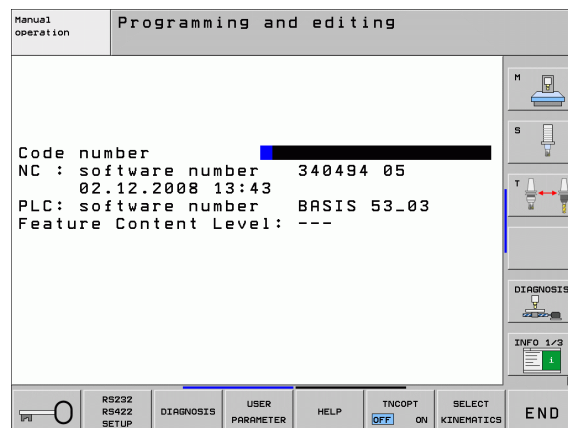 Manual
operation
Programming and editing
Code number
NC : software number 340494 05
02.12.2008 13:43
PLC: software number BASIS 53_03
Feature Content Level: ---
M
S
T
DIAGNOSIS
INFO 1/3
i
RS232
RS422
SETUP
DIAGNOSIS
USER
PARAMETER
HELP
TNCOPT
OFF ON
SELECT
KINEMATICS
END